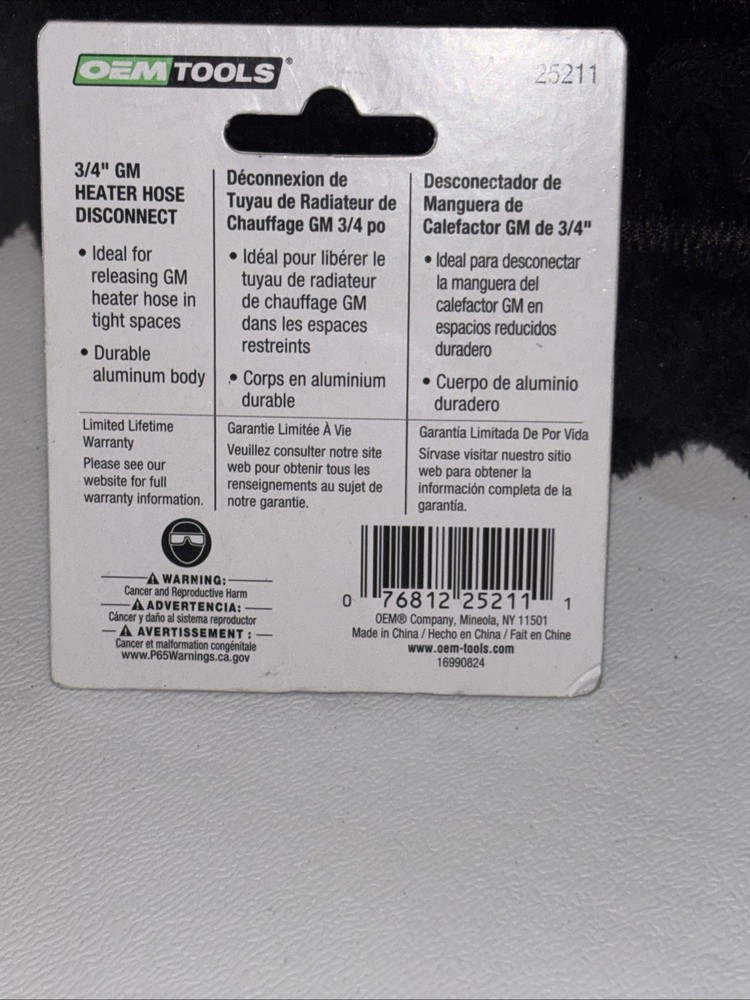 OEMTOOLS®
25211
3/4" GM
HEATER HOSE
DISCONNECT
• Ideal for
releasing GM
heater hose in
tight spaces
• Durable
aluminum body
Limited Lifetime
Warranty
Please see our
website for full
warranty information.
Déconnexion de
Tuyau de Radiateur de
Chauffage GM 3/4 po
• Idéal pour libérer le
tuyau de radiateur
de chauffage GM
dans les espaces
restreints
• Corps en aluminium
durable
Garantie Limitée À Vie
Veuillez consulter notre site
web pour obtenir tous les
renseignements au sujet de
notre garantie.
Desconectador de
Manguera de
Calefactor GM de 3/4"
• Ideal para desconectar
la manguera del
calefactor GM en
espacios reducidos
duradero
• Cuerpo de aluminio
duradero
Garantía Limitada De Por Vida
Sírvase visitar nuestro sitio
web para obtener la
información completa de la
garantía.
⚠ WARNING:
Cancer and Reproductive Harm
⚠ ADVERTENCIA:
Cáncer y daño al sistema reproductor
⚠ AVERTISSEMENT :
Cancer et malformation congénitale
www.P65Warnings.ca.gov
0 76812 25211 1
OEM® Company, Mineola, NY 11501
Made in China / Hecho en China / Fait en Chine
www.oem-tools.com
16990824